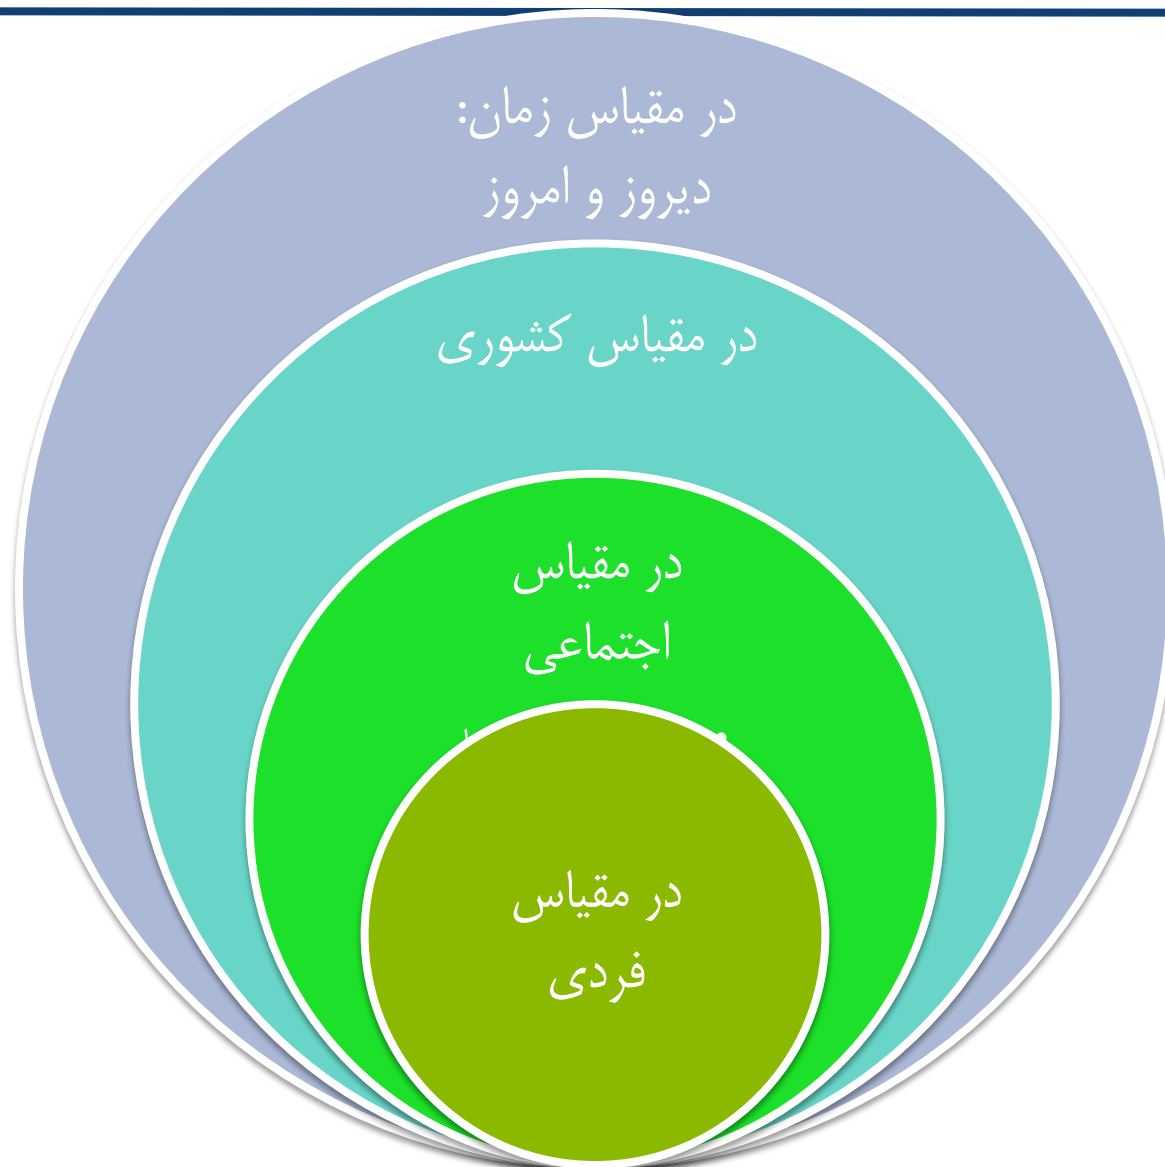 در مقیاس زمان:
دیروز و امروز
در مقیاس کشوری
در مقیاس
اجتماعی
در مقیاس
فردی